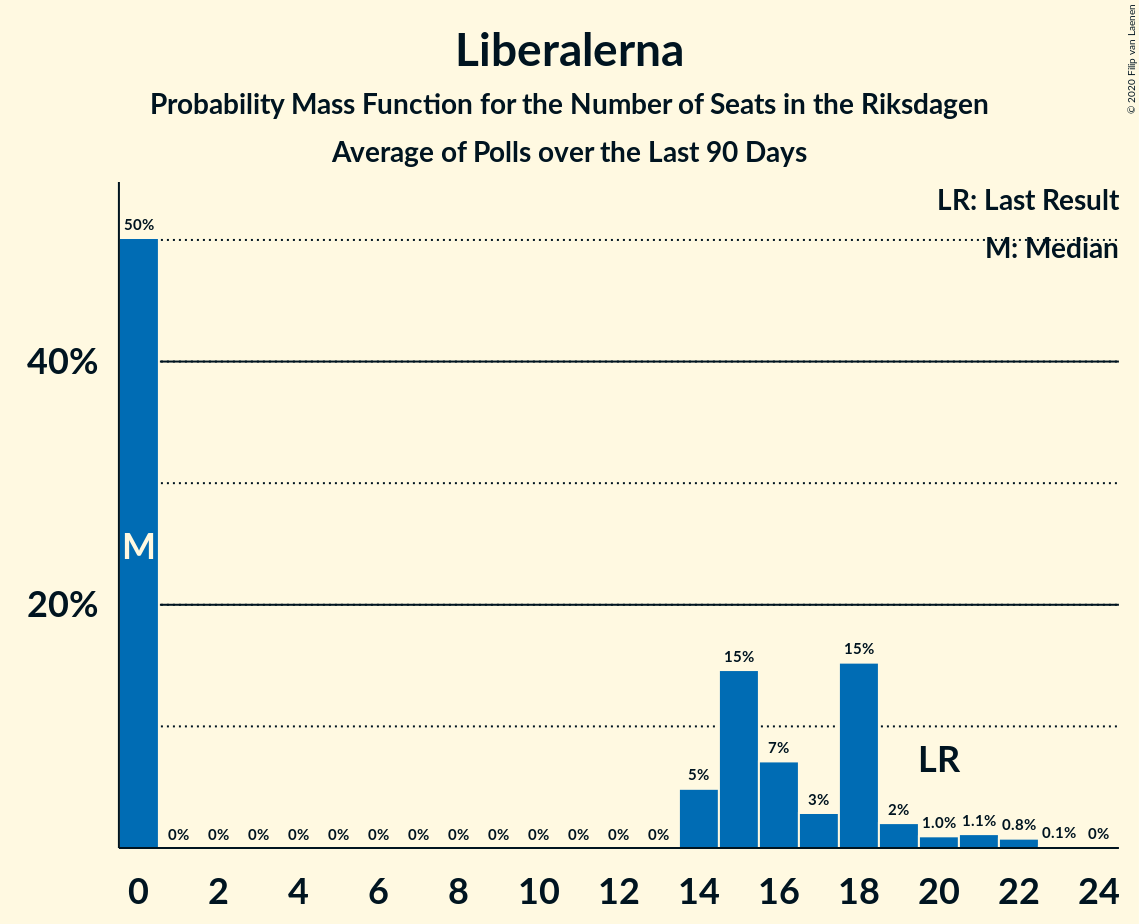 Liberalerna
Probability Mass Function for the Number of Seats in the Riksdagen
Average of Polls over the Last 90 Days
© 2020 Filip van Laenen
LR: Last Result
M: Median
50%
40%
20%
M
0% 0% 0% 0% 0% 0% 0% 0% 0% 0% 0% 0% 0% 5% 15% 7% 3% 15% 2% 1.0% 1.1% 0.8% 0.1% 0%
LR
0 2 4 6 8 10 12 14 16 18 20 22 24